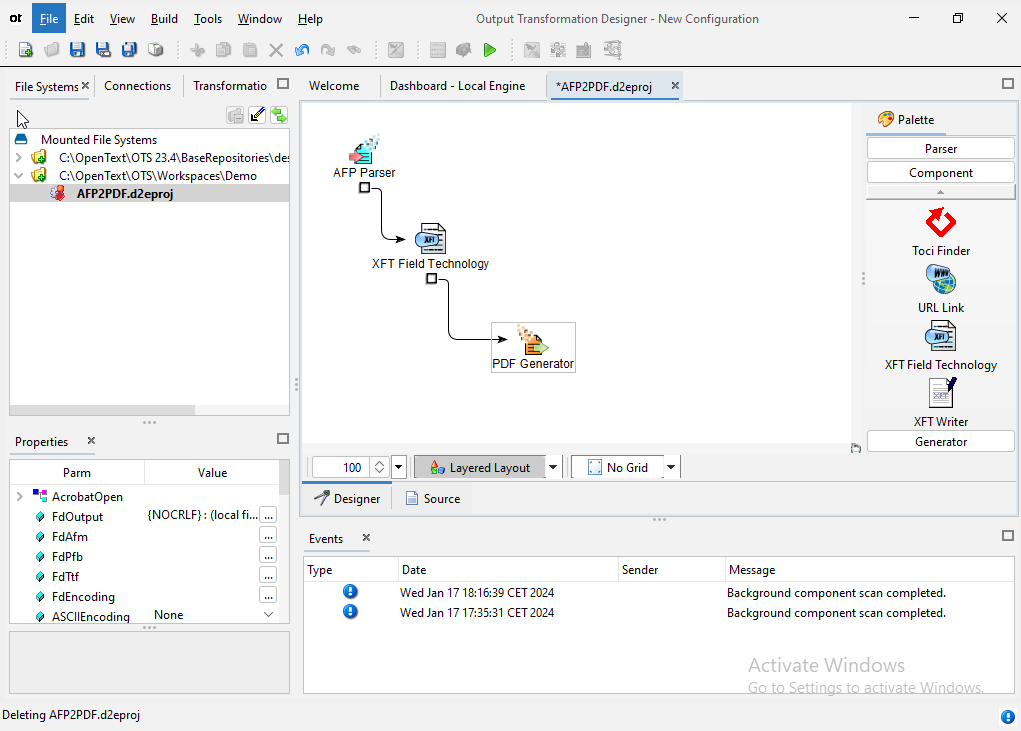 ot File Edit View Build Tools Window Help Output Transformation Designer - New Configuration
File Systems Connections Transformatio Welcome Dashboard - Local Engine *AFP2PDF.d2eproj
Mounted File Systems
C:\OpenText\OTS 23.4\BaseRepositories\des
C:\OpenText\OTS\Workspaces\Demo
AFP2PDF.d2eproj
AFP Parser
XFT
XFT Field Technology
PDF Generator
Palette
Parser
Component
Toci Finder
WWW
URL Link
XFT
XFT Field Technology
XFT
XFT Writer
Generator
100 Layered Layout No Grid
Designer Source
Properties
Parm Value
AcrobatOpen
FdOutput {NOCRLF} : (local fi... ...
FdAfm ...
FdPfb ...
FdTtf ...
FdEncoding ...
ASCIIEncoding None
Events
Type Date Sender Message
Wed Jan 17 18:16:39 CET 2024 Background component scan completed.
Wed Jan 17 17:35:31 CET 2024 Background component scan completed.
Activate Windows
Go to Settings to activate Windows.
Deleting AFP2PDF.d2eproj